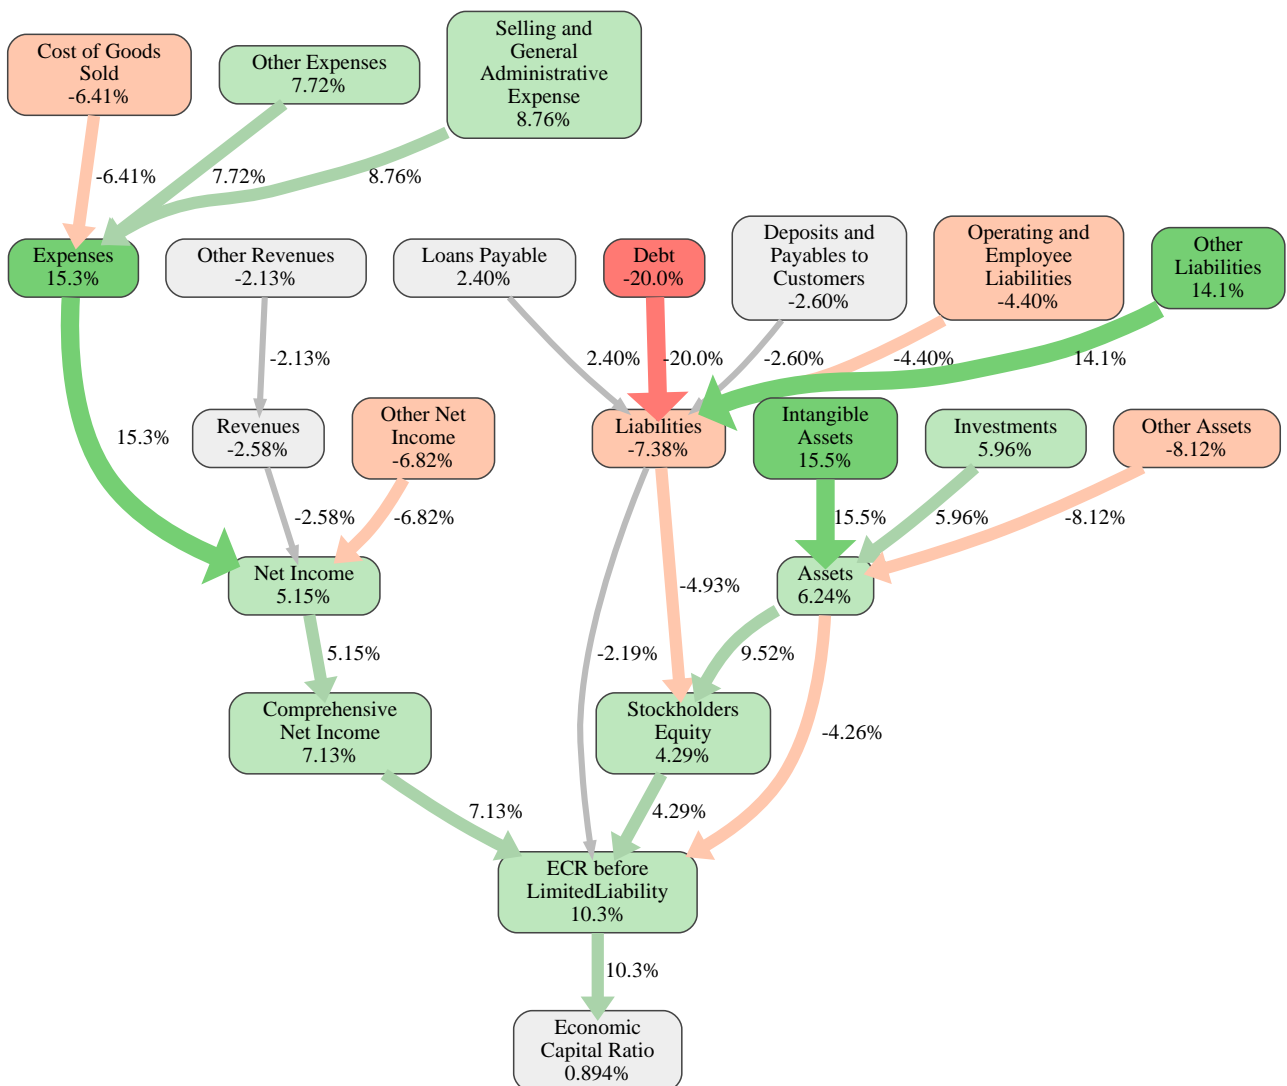 Cost of Goods
Sold
-6.41%
Other Expenses
7.72%
Selling and
General
Administrative
Expense
8.76%
-6.41%
7.72%
8.76%
Expenses
15.3%
Other Revenues
-2.13%
Loans Payable
2.40%
Debt
-20.0%
Deposits and
Payables to
Customers
-2.60%
Operating and
Employee
Liabilities
-4.40%
Other
Liabilities
14.1%
-2.13%
2.40%
-20.0%
-2.60%
-4.40%
14.1%
15.3%
Revenues
-2.58%
Other Net
Income
-6.82%
Liabilities
-7.38%
Intangible
Assets
15.5%
Investments
5.96%
Other Assets
-8.12%
-2.58%
-6.82%
15.5%
5.96%
-8.12%
Net Income
5.15%
-4.93%
Assets
6.24%
5.15%
-2.19%
9.52%
Comprehensive
Net Income
7.13%
Stockholders
Equity
4.29%
-4.26%
7.13%
4.29%
ECR before
LimitedLiability
10.3%
10.3%
Economic
Capital Ratio
0.894%